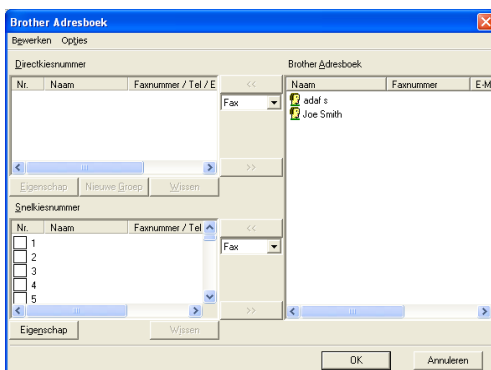 Brother Adresboek
Bewerken Opties
Directkiesnummer
Nr. Naam Faxnummer / Tel / E
<<
Fax
>>
Eigenschap Nieuwe Groep Wissen
Snelkiesnummer
Nr. Naam Faxnummer / Tel
1
2
3
4
5
<<
Fax
>>
Eigenschap Wissen
Brother Adresboek
Naam Faxnummer E-M
adaf s
Joe Smith
OK Annuleren